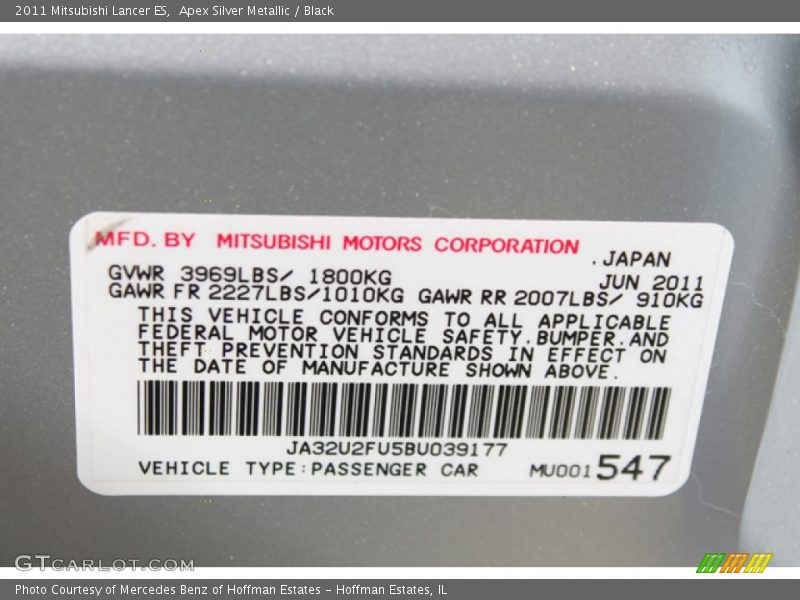 2011 Mitsubishi Lancer ES,  Apex Silver Metallic / Black
MFD. BY MITSUBISHI MOTORS CORPORATION .JAPAN
GVWR 3969LBS/ 1800KG JUN 2011
GAWR FR 2227LBS/1010KG GAWR RR 2007LBS/ 910KG
THIS VEHICLE CONFORMS TO ALL APPLICABLE
FEDERAL MOTOR VEHICLE SAFETY.BUMPER.AND
THEFT PREVENTION STANDARDS IN EFFECT ON
THE DATE OF MANUFACTURE SHOWN ABOVE.
JA32U2FU5BU039177
VEHICLE TYPE:PASSENGER CAR MU001547
GTCARLOT.COM
Photo Courtesy of Mercedes Benz of Hoffman Estates - Hoffman Estates, IL